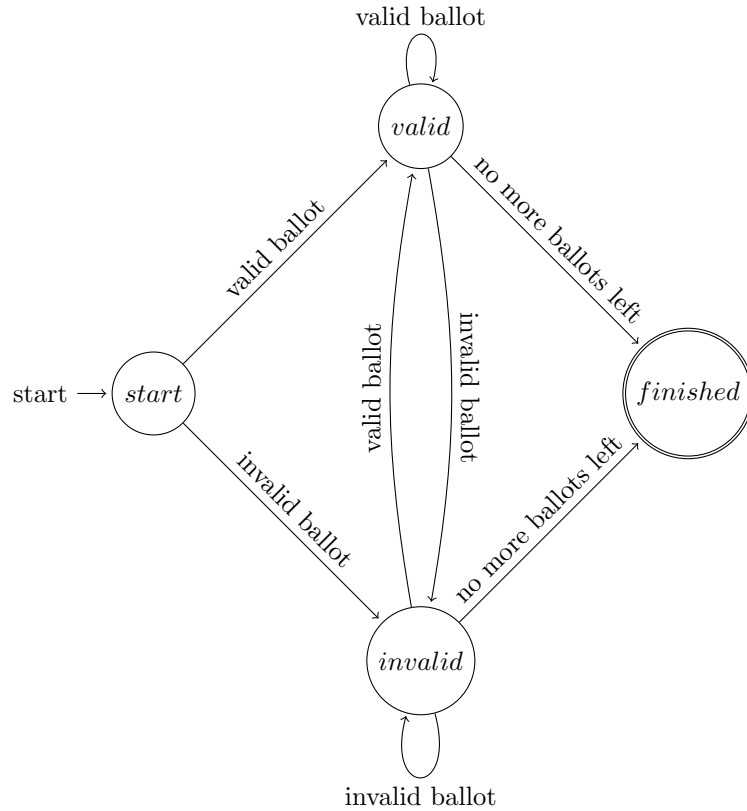 valid ballot
valid
no more ballots left
valid ballot
valid ballot
invalid ballot
start
start
finished
invalid ballot
no more ballots left
invalid
invalid ballot